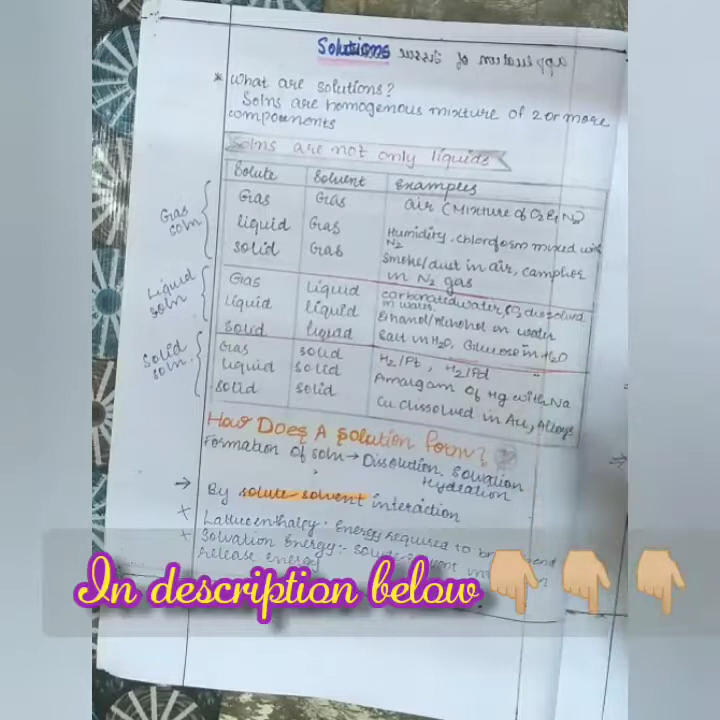 Solutions
* What are solutions?
Solns are homogenous mixture of 2 or more
components
Solns are not only liquids
Solute Solvent Examples
Gas soln
Gas Gas air (Mixture of O2 & N2)
liquid Gas Humidity, chloroform mixed with N2
solid Gas Smoke/dust in air, campher in N2 gas
Liquid soln
Gas Liquid carbonated water, CO2 dissolved in water
liquid liquid Ethanol/ in water
Solid liquid Salt in H2O, Glucose in H2O
Solid soln
Gas solid H2/Pt, H2/Pd
liquid solid Amalgam of Hg with Na
Solid solid Cu dissolved in Au, Alloys
How Does A Solution form?
Formation of soln → Dissolution Solvation
Hydration
→ By solute-solvent interaction
+ Lattice enthalpy. Energy required to
+ Solvation Energy:-
release energy
In description below👇🏼👇🏼👇🏼